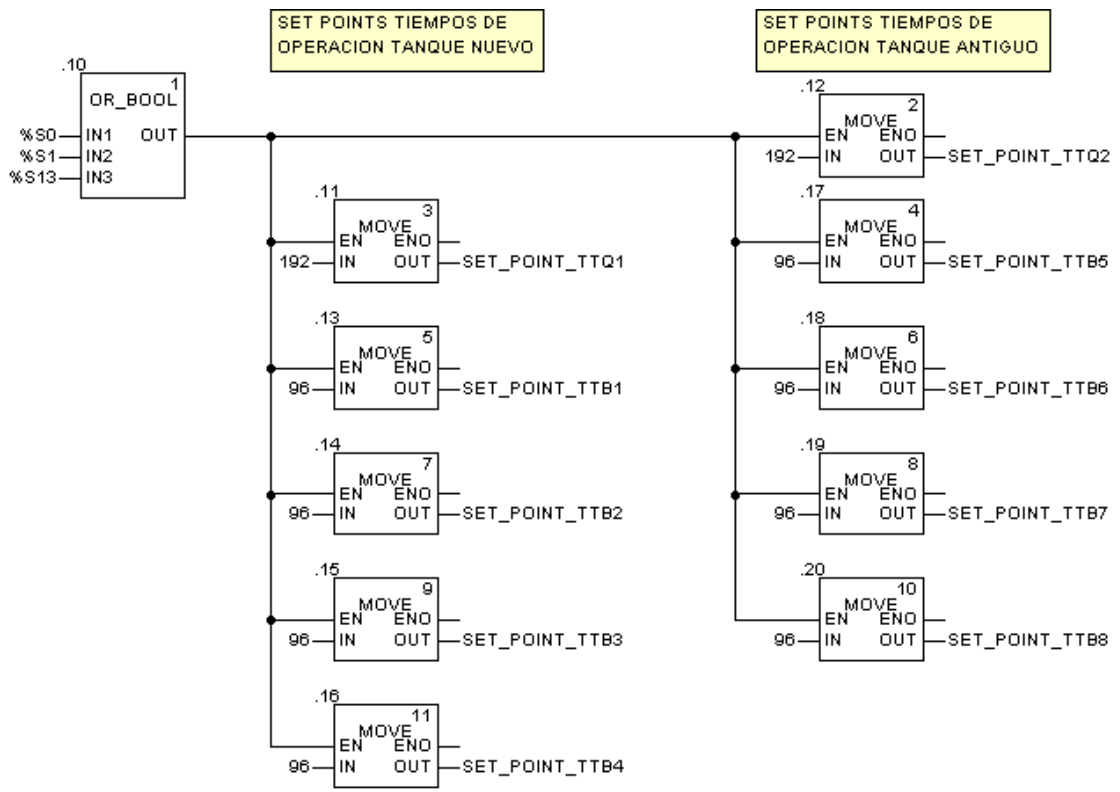 SET POINTS TIEMPOS DE
OPERACION TANQUE NUEVO
SET POINTS TIEMPOS DE
OPERACION TANQUE ANTIGUO
.10
1
OR_BOOL
%S0 IN1 OUT
%S1 IN2
%S13 IN3
.12
2
MOVE
EN ENO
192 IN OUT SET_POINT_TTQ2
.11
3
MOVE
EN ENO
192 IN OUT SET_POINT_TTQ1
.17
4
MOVE
EN ENO
96 IN OUT SET_POINT_TTB5
.13
5
MOVE
EN ENO
96 IN OUT SET_POINT_TTB1
.18
6
MOVE
EN ENO
96 IN OUT SET_POINT_TTB6
.14
7
MOVE
EN ENO
96 IN OUT SET_POINT_TTB2
.19
8
MOVE
EN ENO
96 IN OUT SET_POINT_TTB7
.15
9
MOVE
EN ENO
96 IN OUT SET_POINT_TTB3
.20
10
MOVE
EN ENO
96 IN OUT SET_POINT_TTB8
.16
11
MOVE
EN ENO
96 IN OUT SET_POINT_TTB4